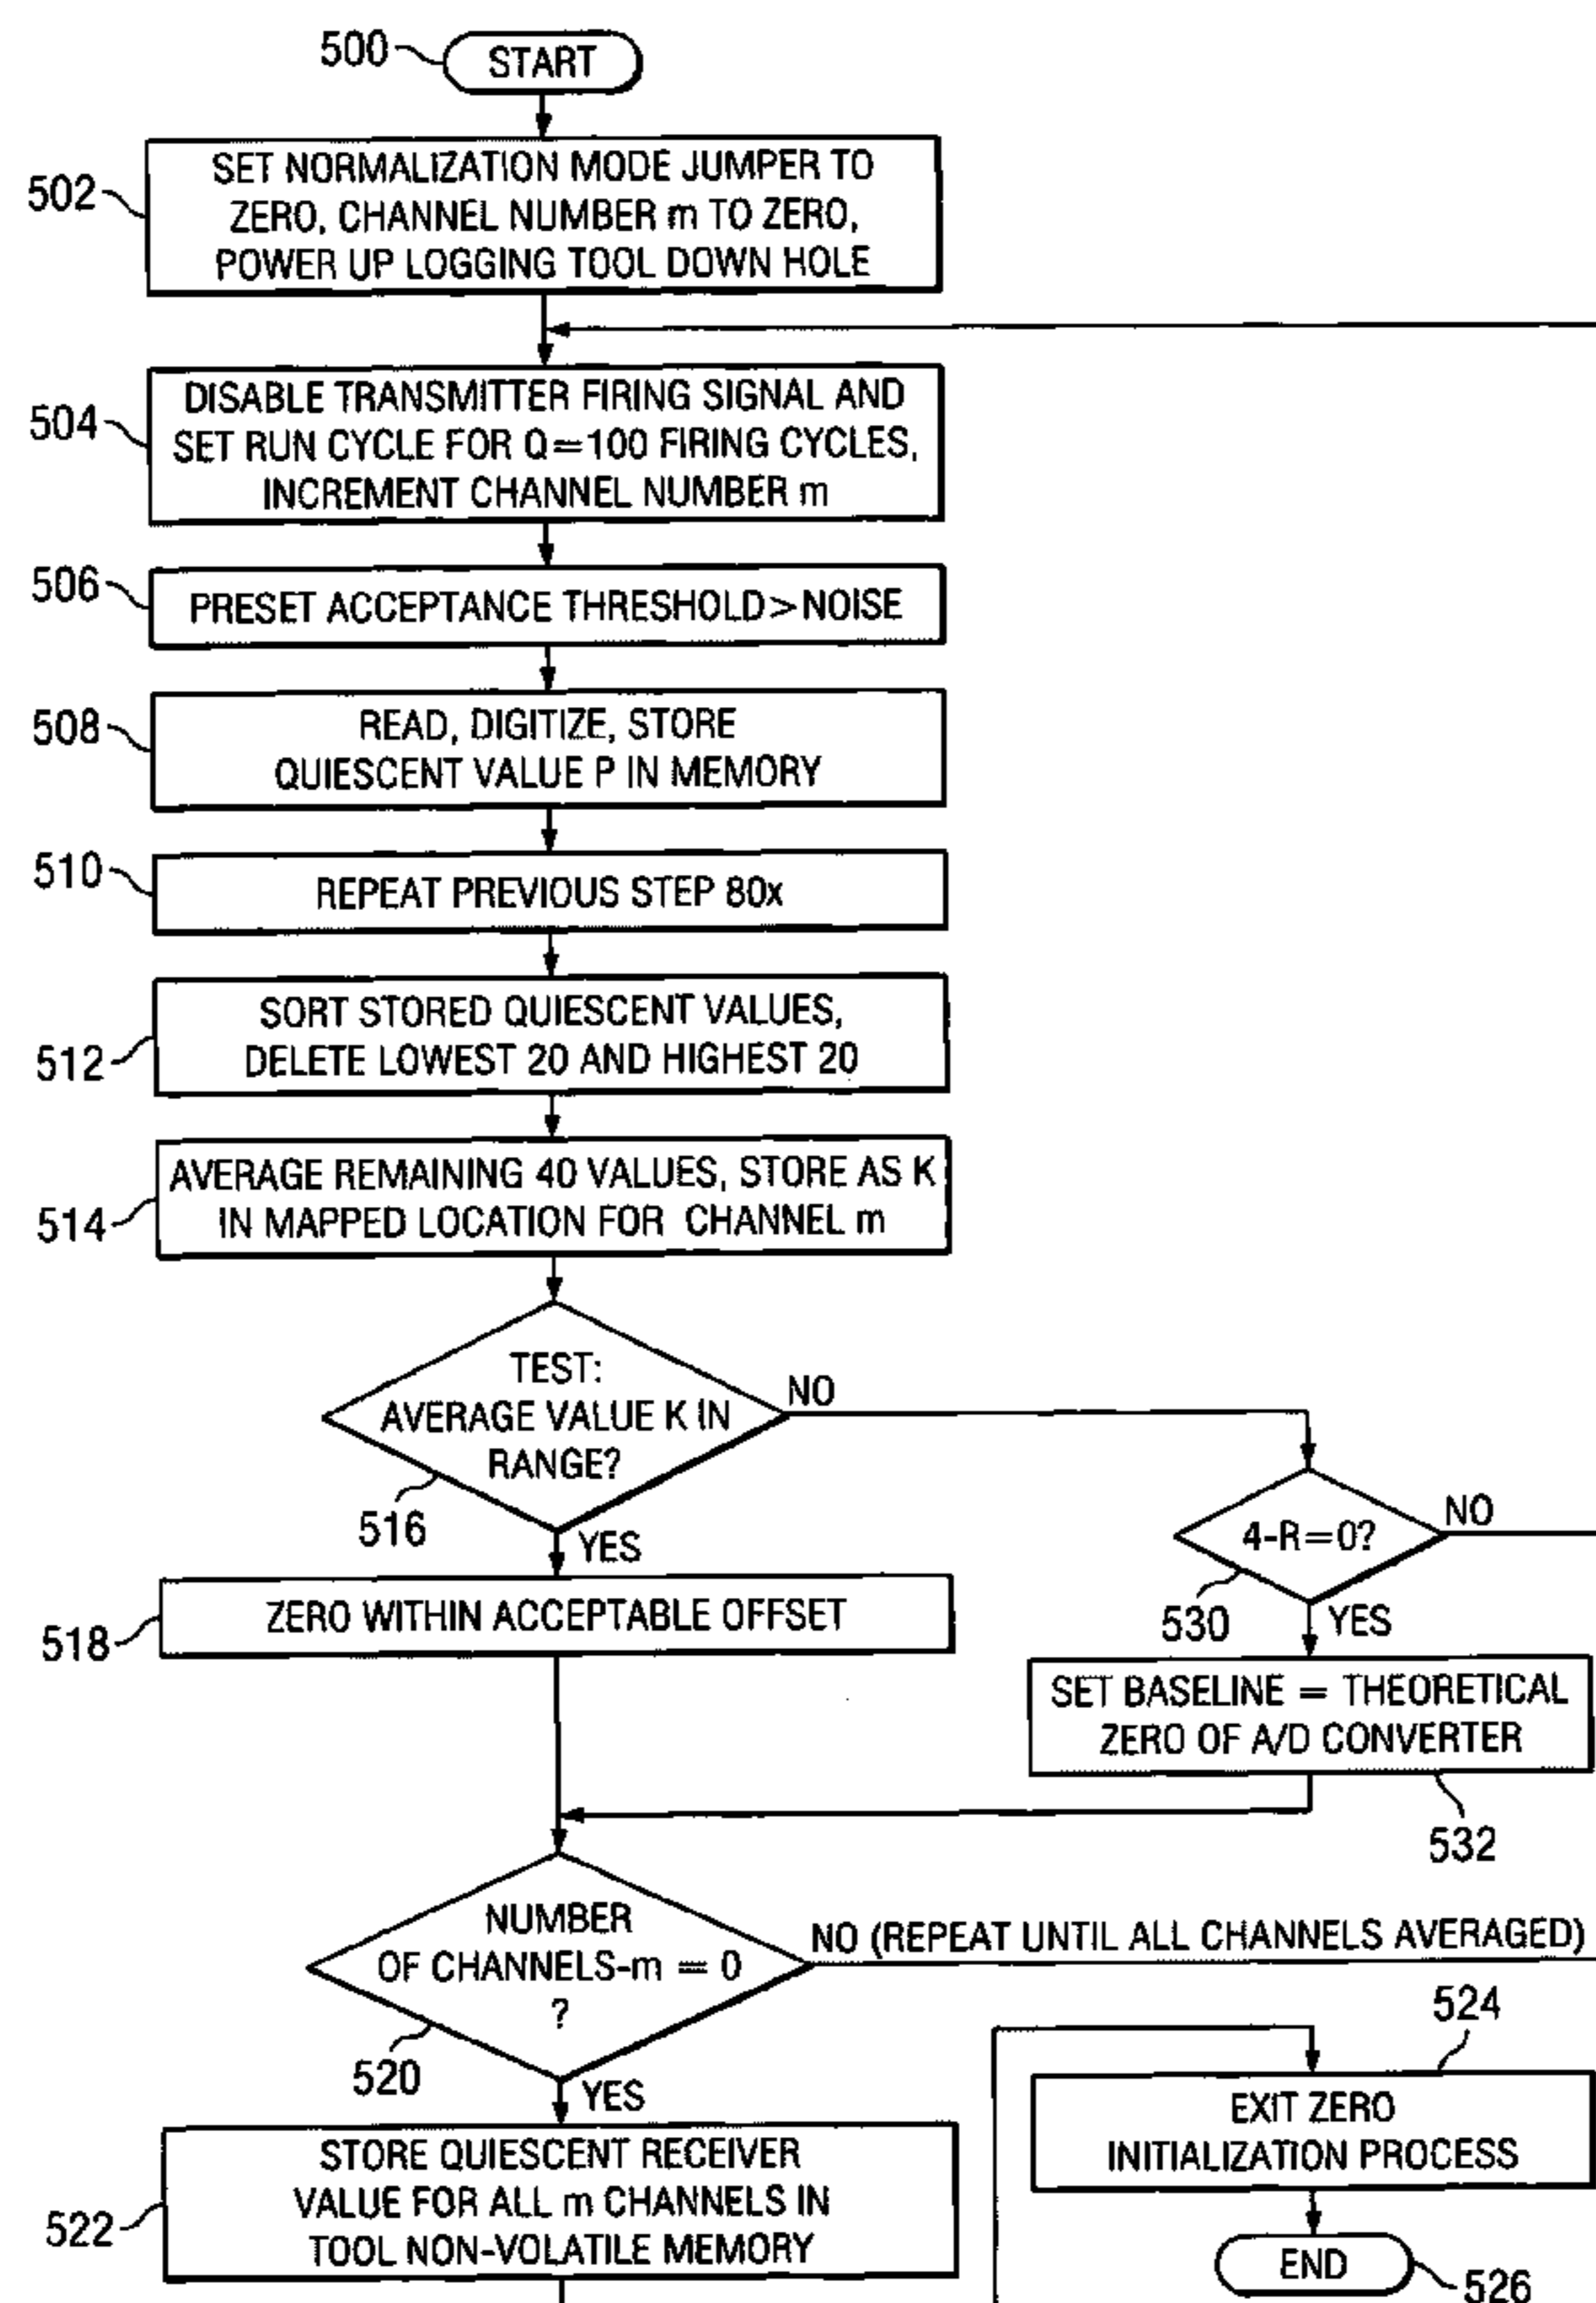 500
START
502
SET NORMALIZATION MODE JUMPER TO
ZERO, CHANNEL NUMBER m TO ZERO,
POWER UP LOGGING TOOL DOWN HOLE
504
DISABLE TRANSMITTER FIRING SIGNAL AND
SET RUN CYCLE FOR Q=100 FIRING CYCLES,
INCREMENT CHANNEL NUMBER m
506
PRESET ACCEPTANCE THRESHOLD>NOISE
508
READ, DIGITIZE, STORE
QUIESCENT VALUE P IN MEMORY
510
REPEAT PREVIOUS STEP 80x
512
SORT STORED QUIESCENT VALUES,
DELETE LOWEST 20 AND HIGHEST 20
514
AVERAGE REMAINING 40 VALUES, STORE AS K
IN MAPPED LOCATION FOR CHANNEL m
TEST:
AVERAGE VALUE K IN
RANGE?
516
NO
YES
4-R=0?
530
NO
YES
518
ZERO WITHIN ACCEPTABLE OFFSET
SET BASELINE = THEORETICAL
ZERO OF A/D CONVERTER
532
NUMBER
OF CHANNELS-m = 0
?
520
NO (REPEAT UNTIL ALL CHANNELS AVERAGED)
YES
522
STORE QUIESCENT RECEIVER
VALUE FOR ALL m CHANNELS IN
TOOL NON-VOLATILE MEMORY
524
EXIT ZERO
INITIALIZATION PROCESS
END
526